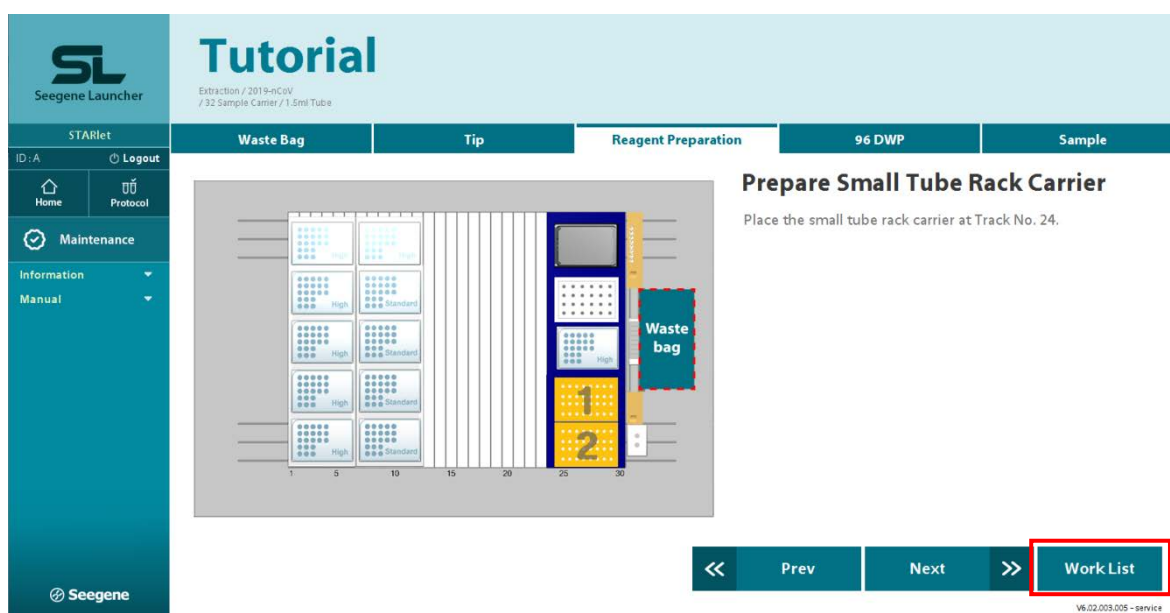 SL
Seegene Launcher
Tutorial
Extraction / 2019-nCoV
/ 32 Sample Carrier / 1.5ml Tube
STARlet
ID : A
Logout
Home
Protocol
Maintenance
Information
Manual
Seegene
Waste Bag
Tip
Reagent Preparation
96 DWP
Sample
High
High
High
Standard
High
Standard
High
High
Standard
High
Standard
Waste
bag
1
2
1 5 10 15 20 25 30
Prepare Small Tube Rack Carrier
Place the small tube rack carrier at Track No. 24.
«
Prev
Next
»
Work List
V6.02.003.005 - service